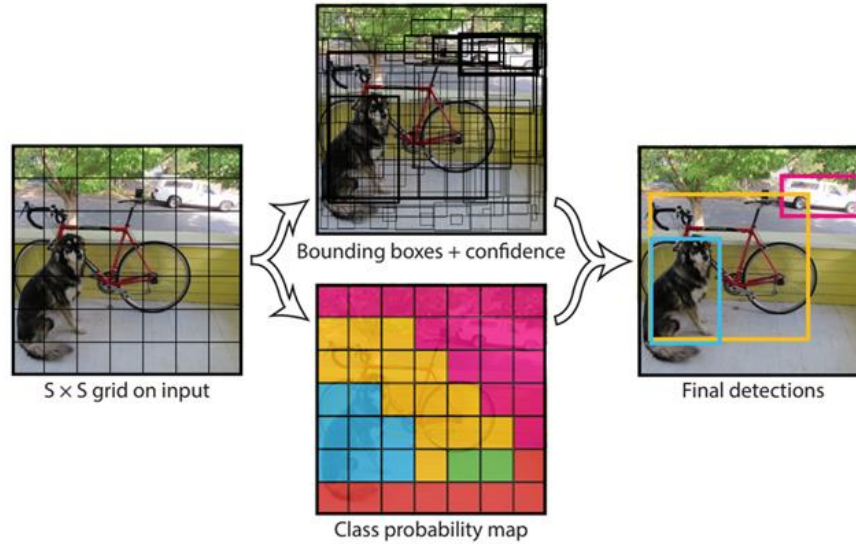 Bounding boxes + confidence
S × S grid on input
Final detections
Class probability map